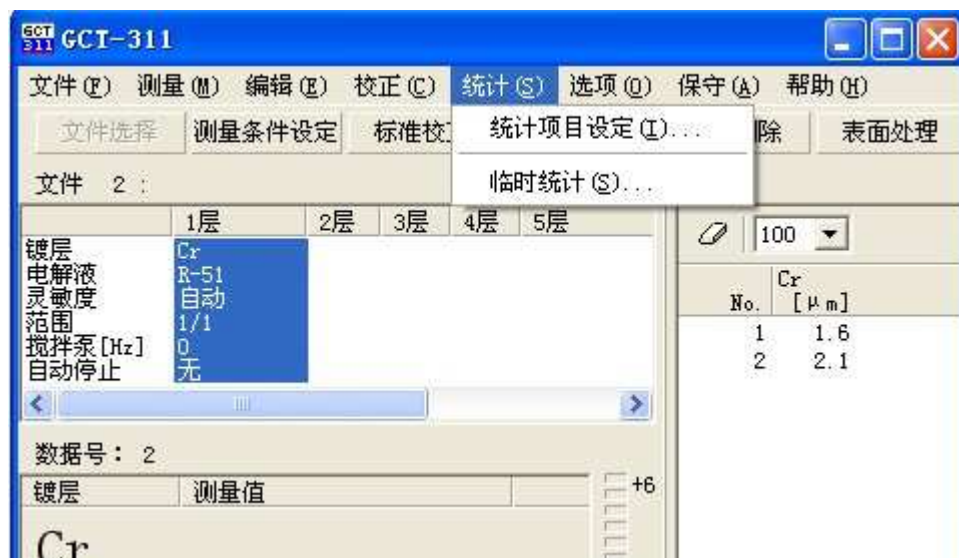 GCT 311 GCT-311
文件(F) 测量(M) 编辑(E) 校正(C) 统计(S) 选项(O) 保守(A) 帮助(H)
文件选择 测量条件设定 标准校 除 表面处理
统计项目设定(I)...
临时统计(S)...
文件 2 :
1层 2层 3层 4层 5层
镀层 Cr
电解液 R-51
灵敏度 自动
范围 1/1
搅拌泵[Hz] 0
自动停止 无
100
No. Cr [μm]
1 1.6
2 2.1
数据号: 2
镀层 测量值
+6
Cr